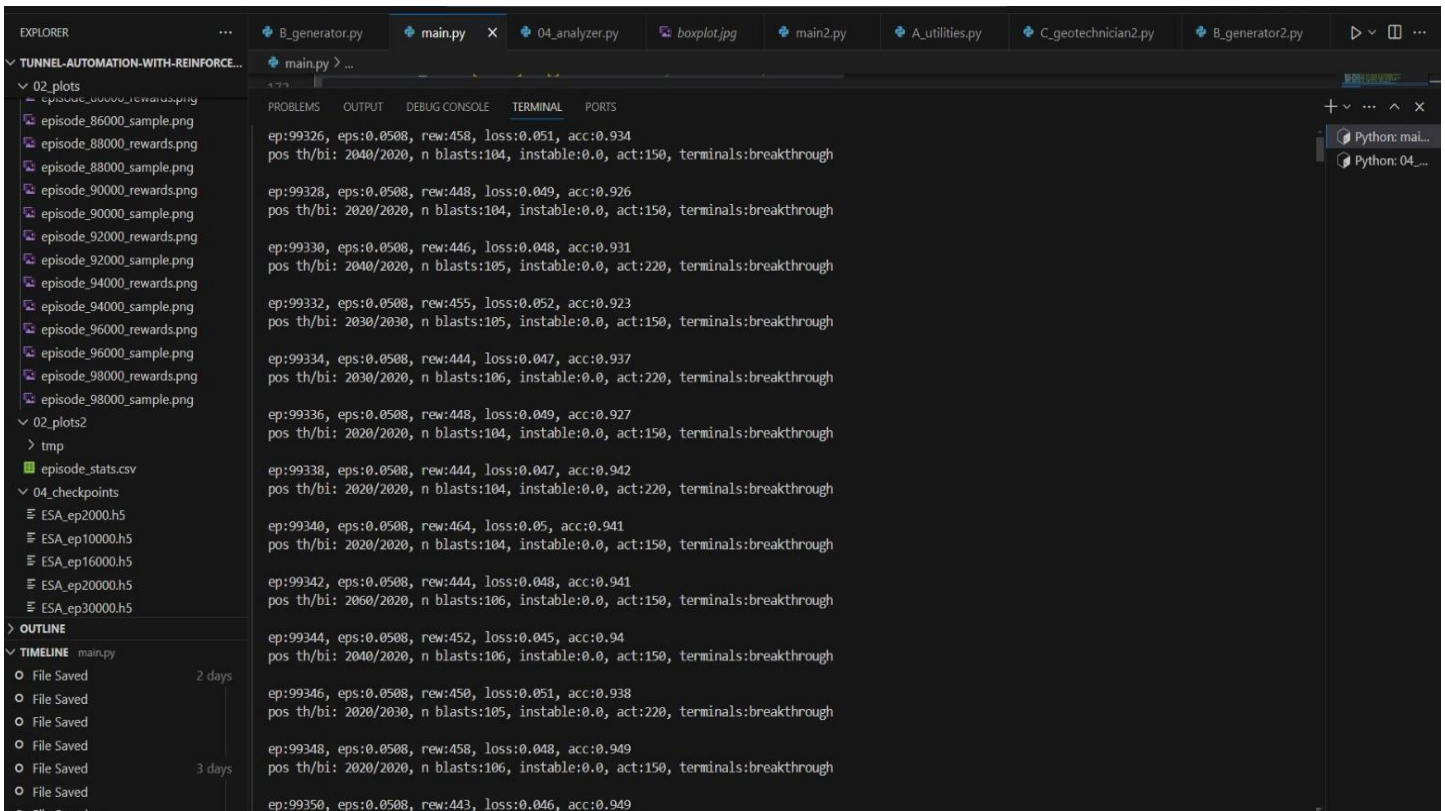 EXPLORER ...
TUNNEL-AUTOMATION-WITH-REINFORCE...
02_plots
episode_86000_sample.png
episode_88000_rewards.png
episode_88000_sample.png
episode_90000_rewards.png
episode_90000_sample.png
episode_92000_rewards.png
episode_92000_sample.png
episode_94000_rewards.png
episode_94000_sample.png
episode_96000_rewards.png
episode_96000_sample.png
episode_98000_rewards.png
episode_98000_sample.png
02_plots2
tmp
episode_stats.csv
04_checkpoints
ESA_ep2000.h5
ESA_ep10000.h5
ESA_ep16000.h5
ESA_ep20000.h5
ESA_ep30000.h5
OUTLINE
TIMELINE main.py
File Saved 2 days
File Saved
File Saved
File Saved
File Saved 3 days
File Saved
B_generator.py main.py X 04_analyzer.py boxplot.jpg main2.py A_utilities.py C_geotechnician2.py B_generator2.py ...
main.py > ...
PROBLEMS OUTPUT DEBUG CONSOLE TERMINAL PORTS
ep:99326, eps:0.0508, rew:458, loss:0.051, acc:0.934
pos th/bi: 2040/2020, n blasts:104, instable:0.0, act:150, terminals:breakthrough
ep:99328, eps:0.0508, rew:448, loss:0.049, acc:0.926
pos th/bi: 2020/2020, n blasts:104, instable:0.0, act:150, terminals:breakthrough
ep:99330, eps:0.0508, rew:446, loss:0.048, acc:0.931
pos th/bi: 2040/2020, n blasts:105, instable:0.0, act:220, terminals:breakthrough
ep:99332, eps:0.0508, rew:455, loss:0.052, acc:0.923
pos th/bi: 2030/2030, n blasts:105, instable:0.0, act:150, terminals:breakthrough
ep:99334, eps:0.0508, rew:444, loss:0.047, acc:0.937
pos th/bi: 2030/2020, n blasts:106, instable:0.0, act:220, terminals:breakthrough
ep:99336, eps:0.0508, rew:448, loss:0.049, acc:0.927
pos th/bi: 2020/2020, n blasts:104, instable:0.0, act:150, terminals:breakthrough
ep:99338, eps:0.0508, rew:444, loss:0.047, acc:0.942
pos th/bi: 2020/2020, n blasts:104, instable:0.0, act:220, terminals:breakthrough
ep:99340, eps:0.0508, rew:464, loss:0.05, acc:0.941
pos th/bi: 2020/2020, n blasts:104, instable:0.0, act:150, terminals:breakthrough
ep:99342, eps:0.0508, rew:444, loss:0.048, acc:0.941
pos th/bi: 2060/2020, n blasts:106, instable:0.0, act:150, terminals:breakthrough
ep:99344, eps:0.0508, rew:452, loss:0.045, acc:0.94
pos th/bi: 2040/2020, n blasts:106, instable:0.0, act:150, terminals:breakthrough
ep:99346, eps:0.0508, rew:450, loss:0.051, acc:0.938
pos th/bi: 2020/2030, n blasts:105, instable:0.0, act:220, terminals:breakthrough
ep:99348, eps:0.0508, rew:458, loss:0.048, acc:0.949
pos th/bi: 2020/2020, n blasts:106, instable:0.0, act:150, terminals:breakthrough
ep:99350, eps:0.0508, rew:443, loss:0.046, acc:0.949
Python: mai...
Python: 04_...